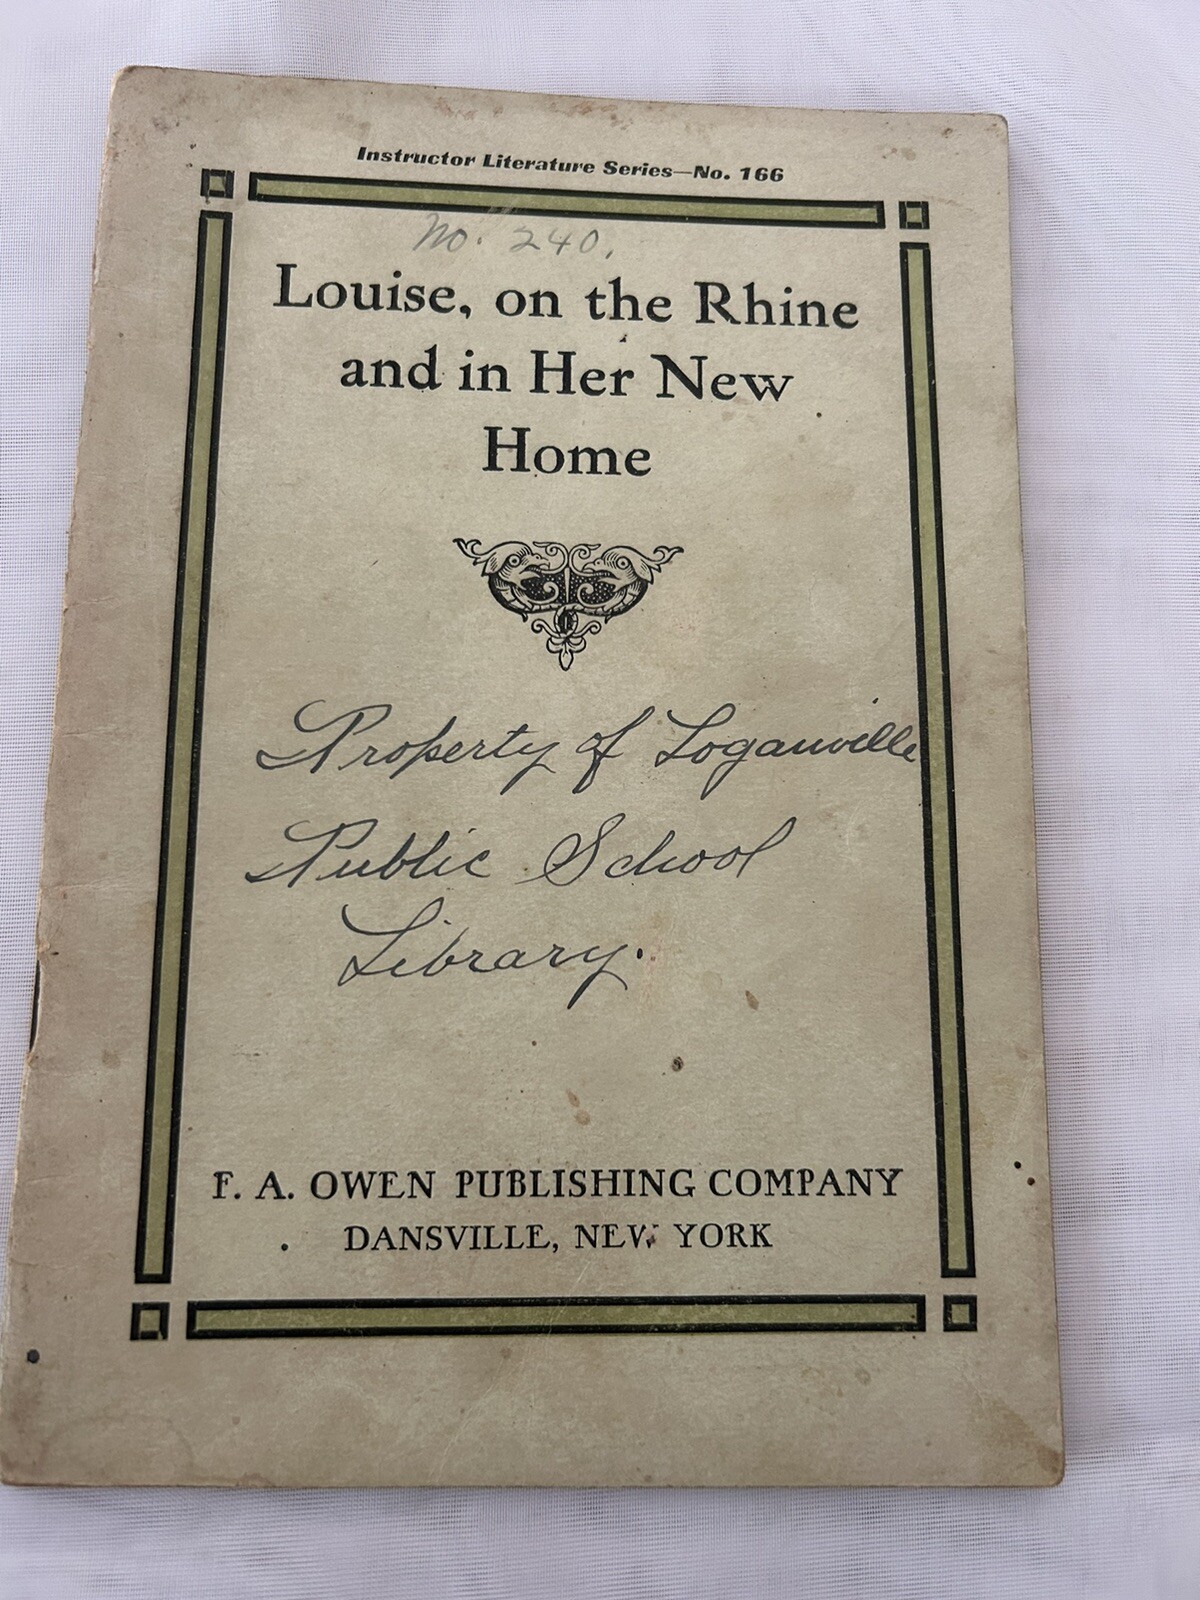 Instructor Literature Series—No. 166
No. 240.
Louise, on the Rhine
and in Her New
Home
Property of Loganville
Public School
Library.
F. A. OWEN PUBLISHING COMPANY
DANSVILLE, NEW YORK